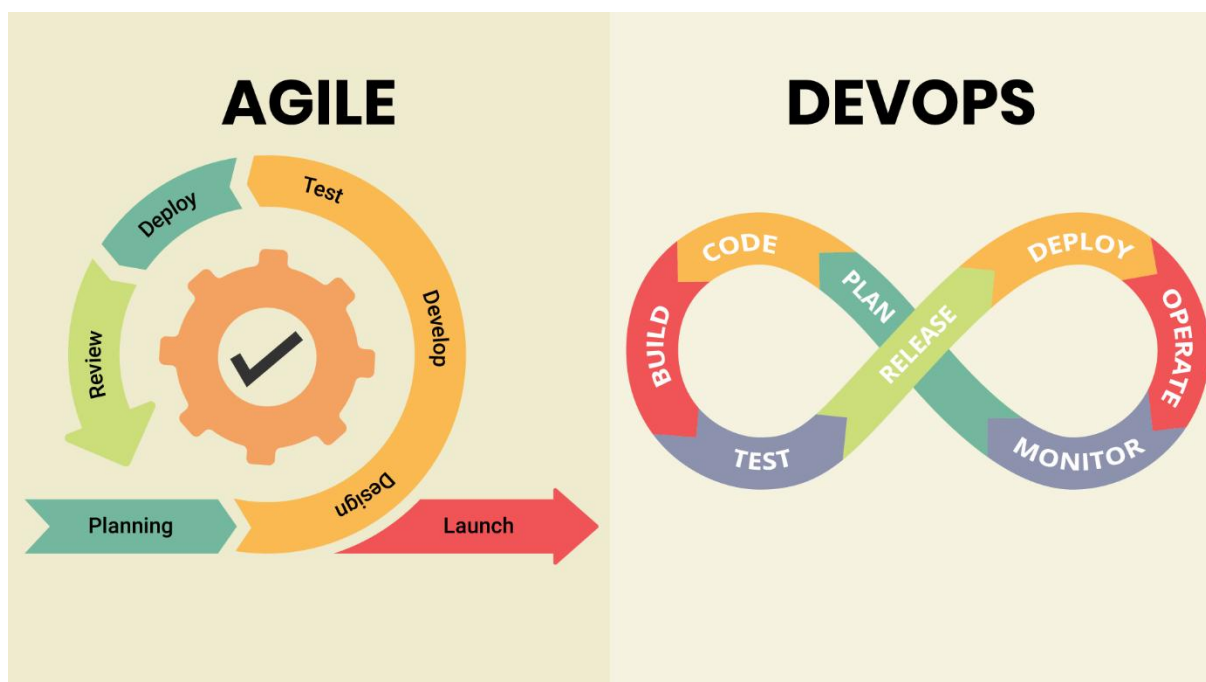 AGILE
Test
Deploy
Develop
Review
Design
Planning
Launch
DEVOPS
CODE
PLAN
DEPLOY
BUILD
RELEASE
OPERATE
TEST
MONITOR